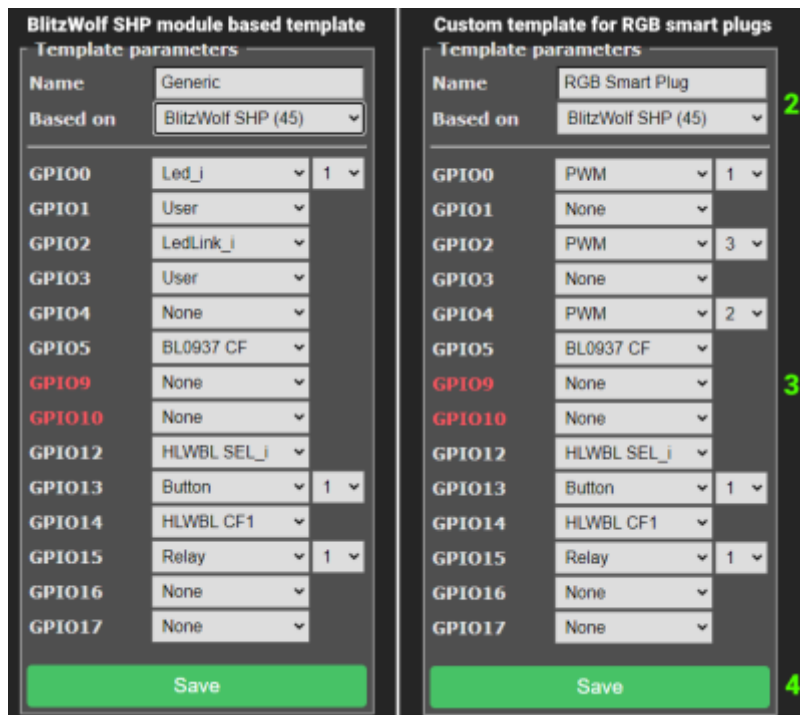 BlitzWolf SHP module based template
Template parameters
Name Generic
Based on BlitzWolf SHP (45)
GPIO0 Led_i 1
GPIO1 User
GPIO2 LedLink_i
GPIO3 User
GPIO4 None
GPIO5 BL0937 CF
GPIO9 None
GPIO10 None
GPIO12 HLWBL SEL_i
GPIO13 Button 1
GPIO14 HLWBL CF1
GPIO15 Relay 1
GPIO16 None
GPIO17 None
Save
Custom template for RGB smart plugs
Template parameters
Name RGB Smart Plug
Based on BlitzWolf SHP (45)
2
GPIO0 PWM 1
GPIO1 None
GPIO2 PWM 3
GPIO3 None
GPIO4 PWM 2
GPIO5 BL0937 CF
GPIO9 None
3
GPIO10 None
GPIO12 HLWBL SEL_i
GPIO13 Button 1
GPIO14 HLWBL CF1
GPIO15 Relay 1
GPIO16 None
GPIO17 None
Save
4